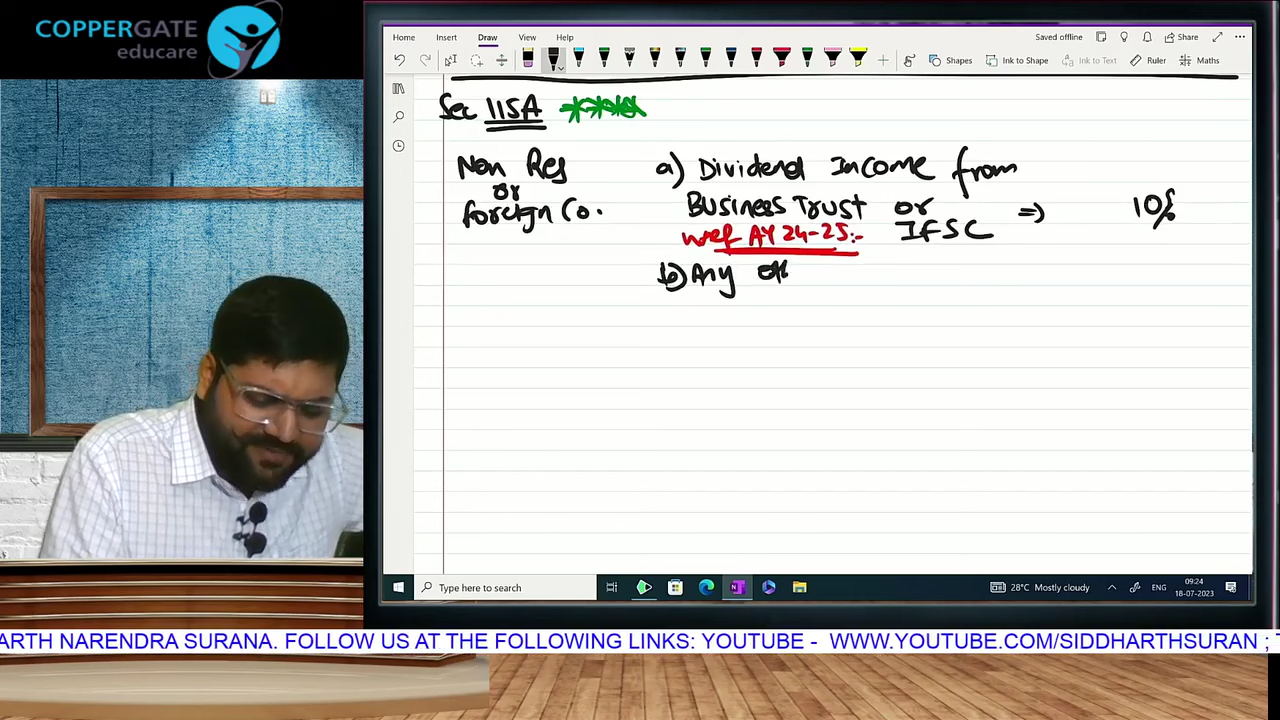 COPPERGATE
educare
Home Insert Draw View Help
Saved offline
Share
Shapes
Ink to Shape
Ink to Text
Ruler
Maths
Sec 115A
Non Res
or
Foreign Co.
a) Dividend Income from
Business Trust or
IFSC
⇒ 10%
wef AY 24-25:-
b) Any
Type here to search
28°C Mostly cloudy
ENG
09:24
18-07-2023
ARTH NARENDRA SURANA. FOLLOW US AT THE FOLLOWING LINKS: YOUTUBE - WWW.YOUTUBE.COM/SIDDHARTHSURAN ;